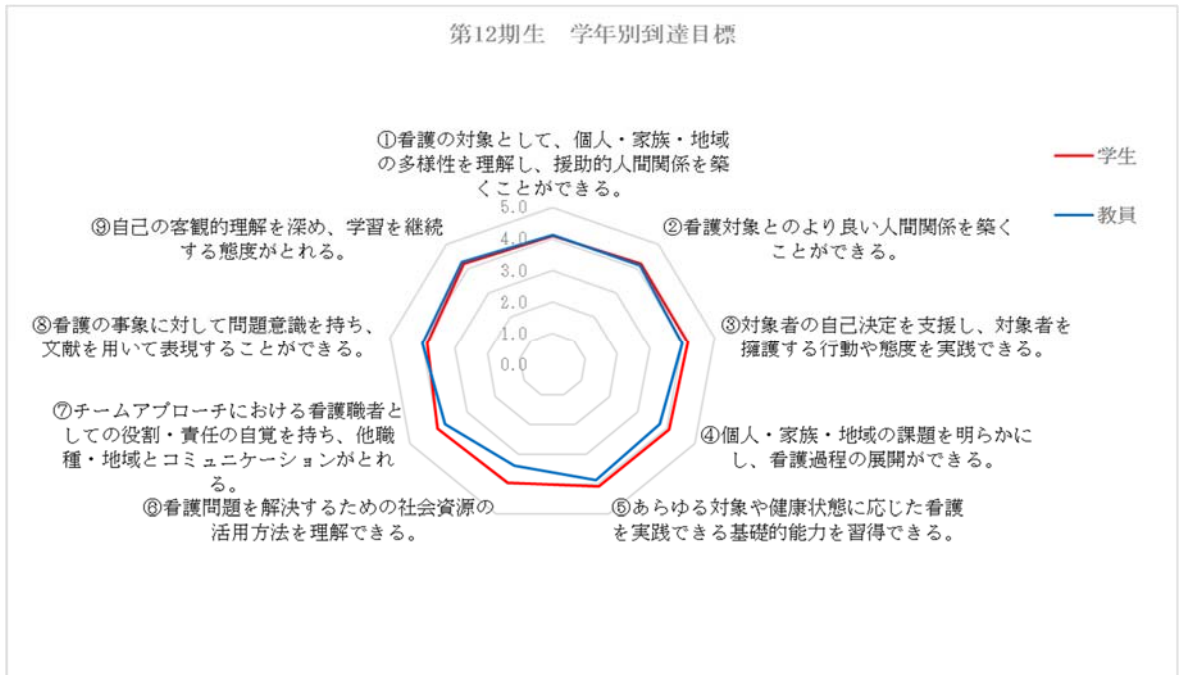 第12期生　学年別到達目標
①看護の対象として、個人・家族・地域
の多様性を理解し、援助的人間関係を築
くことができる。
学生
教員
⑨自己の客観的理解を深め、学習を継続
する態度がとれる。
②看護対象とのより良い人間関係を築く
ことができる。
⑧看護の事象に対して問題意識を持ち、
文献を用いて表現することができる。
③対象者の自己決定を支援し、対象者を
擁護する行動や態度を実践できる。
⑦チームアプローチにおける看護職者と
しての役割・責任の自覚を持ち、他職
種・地域とコミュニケーションがとれ
る。
④個人・家族・地域の課題を明らかに
し、看護過程の展開ができる。
⑥看護問題を解決するための社会資源の
活用方法を理解できる。
⑤あらゆる対象や健康状態に応じた看護
を実践できる基礎的能力を習得できる。
5.0
4.0
3.0
2.0
1.0
0.0